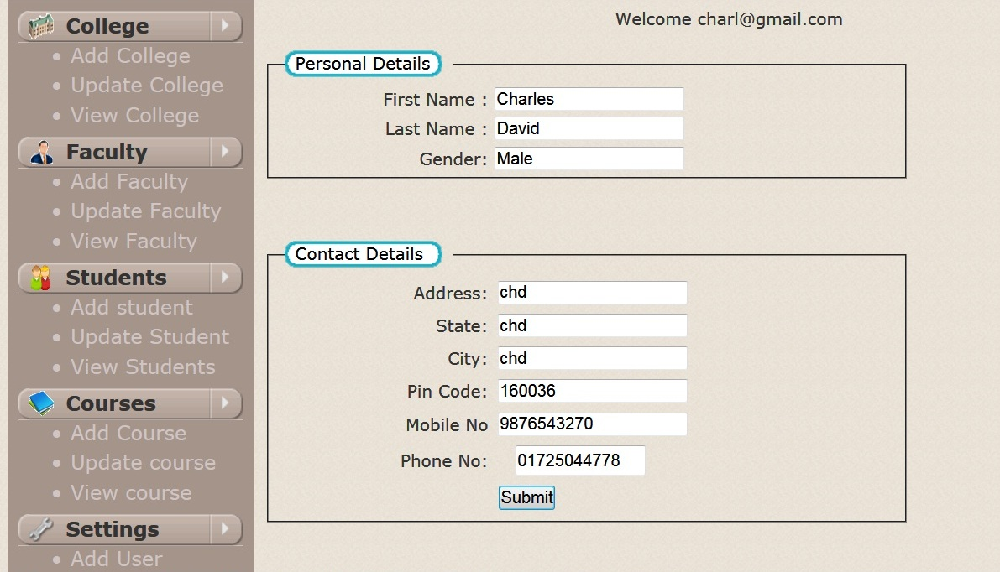 College
Add College
Update College
View College
Faculty
Add Faculty
Update Faculty
View Faculty
Students
Add student
Update Student
View Students
Courses
Add Course
Update course
View course
Settings
Add User
Welcome charl@gmail.com
Personal Details
First Name : Charles
Last Name : David
Gender: Male
Contact Details
Address: chd
State: chd
City: chd
Pin Code: 160036
Mobile No 9876543270
Phone No: 01725044778
Submit